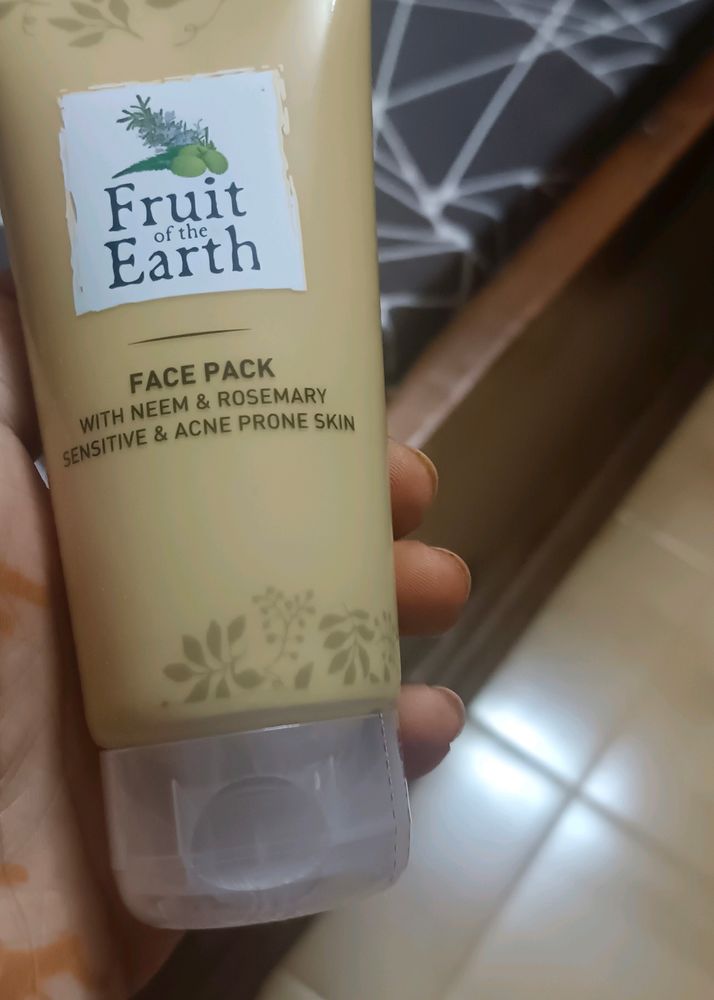 Fruit
of the
Earth
FACE PACK
WITH NEEM & ROSEMARY
SENSITIVE & ACNE PRONE SKIN